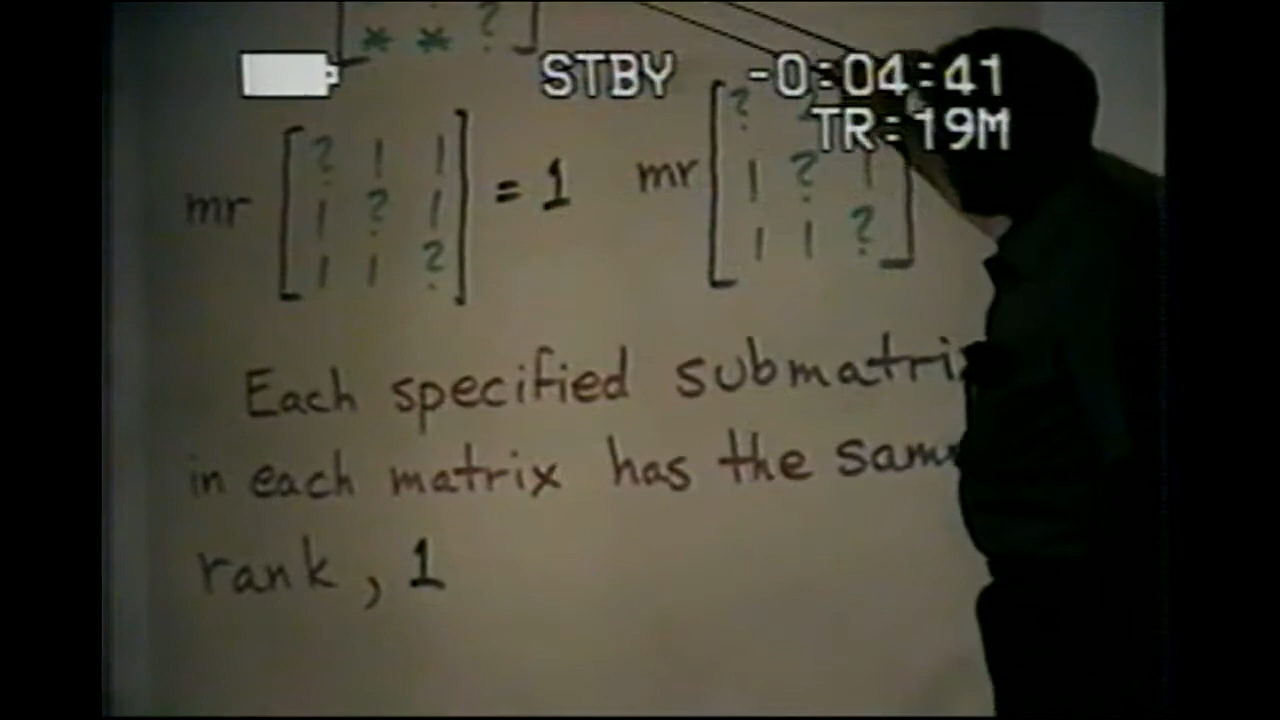 * * ?
STBY -0:04:41
TR=19M
mr [? 1 1] = 1 mr [?
1 ? 1 1 ? 1
1 1 ? 1 1 ?]
Each specified submatri
in each matrix has the sam
rank, 1